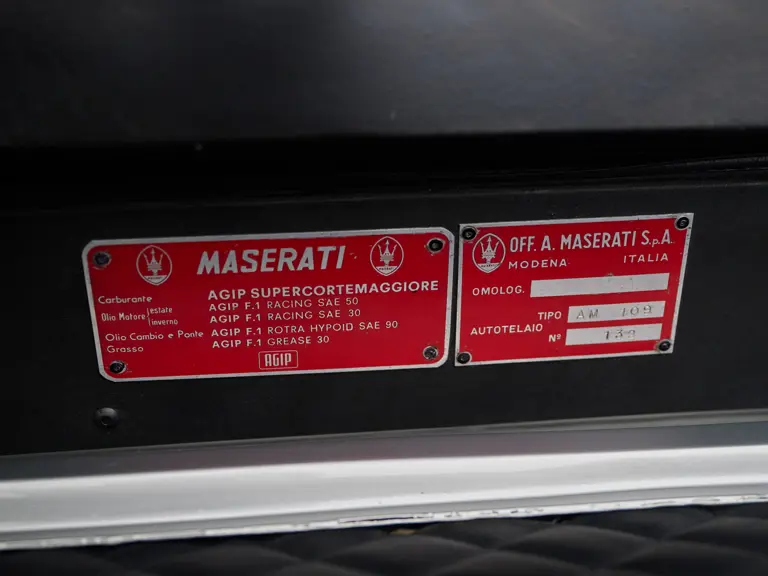 MASERATI
Carburante AGIP SUPERCORTEMAGGIORE
Olio Motore estate AGIP F.1 RACING SAE 50
inverno AGIP F.1 RACING SAE 30
Olio Cambio e Ponte AGIP F.1 ROTRA HYPOID SAE 90
Grasso AGIP F.1 GREASE 30
AGIP
OFF. A. MASERATI S.p.A.
MODENA ITALIA
OMOLOG.
TIPO AM 109
AUTOTELAIO
Nº